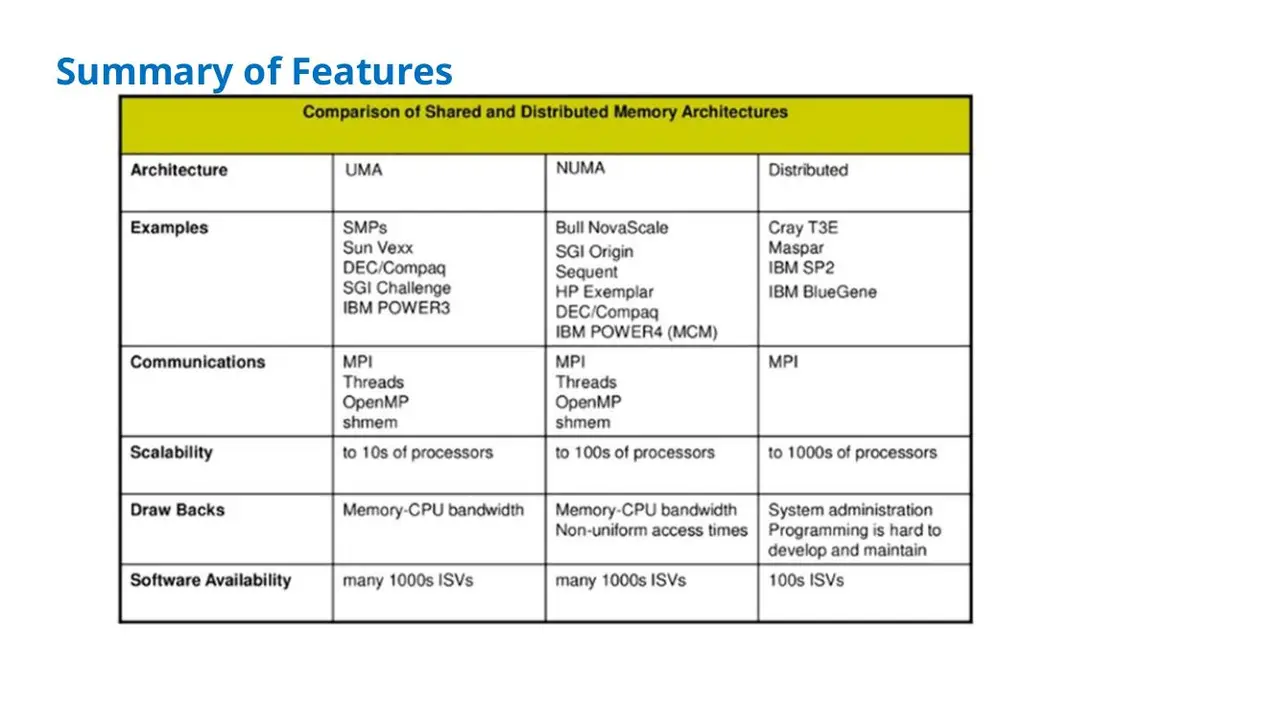 Summary of Features
Comparison of Shared and Distributed Memory Architectures
Architecture
UMA
NUMA
Distributed
Examples
SMPs
Sun Vexx
DEC/Compaq
SGI Challenge
IBM POWER3
Bull NovaScale
SGI Origin
Sequent
HP Exemplar
DEC/Compaq
IBM POWER4 (MCM)
Cray T3E
Maspar
IBM SP2
IBM BlueGene
Communications
MPI
Threads
OpenMP
shmem
MPI
Threads
OpenMP
shmem
MPI
Scalability
to 10s of processors
to 100s of processors
to 1000s of processors
Draw Backs
Memory-CPU bandwidth
Memory-CPU bandwidth
Non-uniform access times
System administration
Programming is hard to
develop and maintain
Software Availability
many 1000s ISVs
many 1000s ISVs
100s ISVs